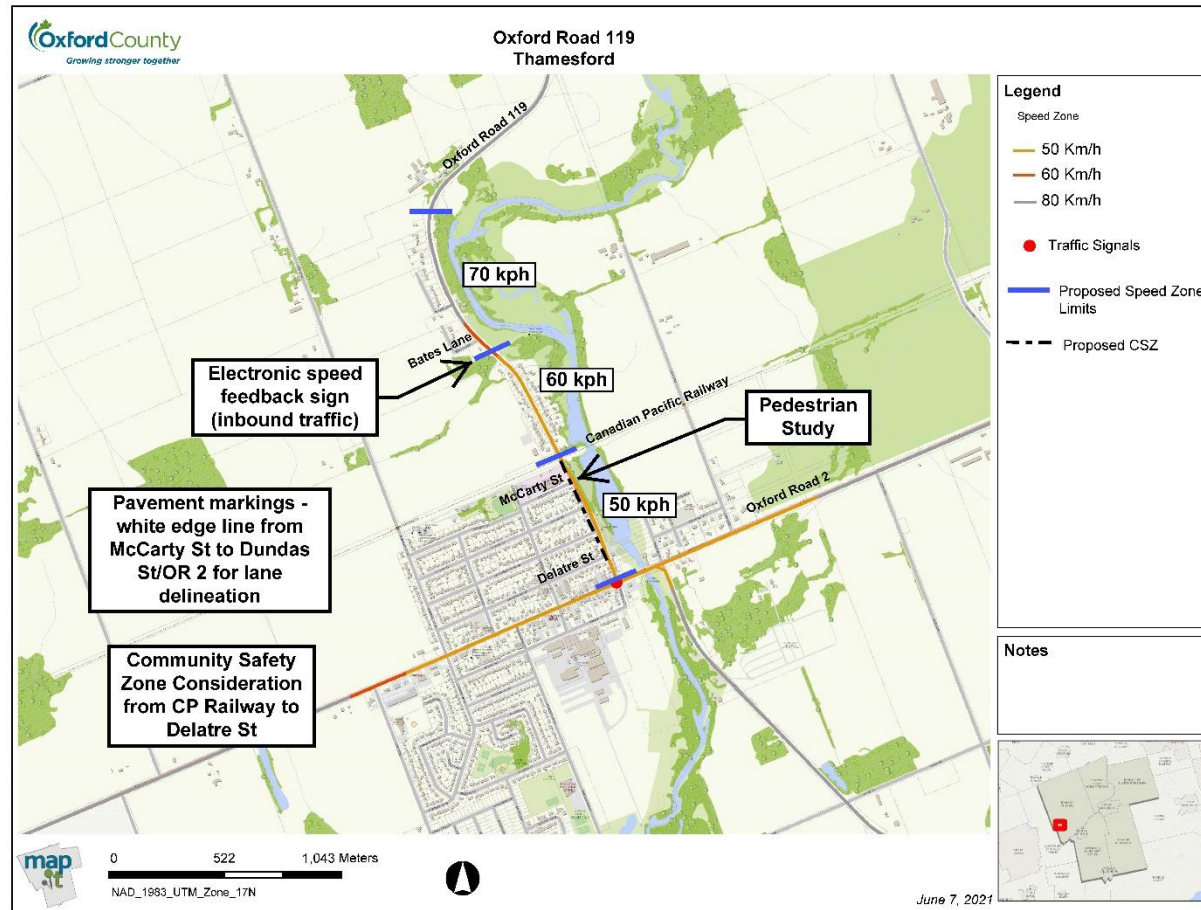 OxfordCounty
Growing stronger together
Oxford Road 119
Thamesford
Oxford Road 119
70 kph
Bates Lane
Electronic speed
feedback sign
(inbound traffic)
60 kph
Canadian Pacific Railway
Pedestrian
Study
McCarty St
50 kph
Oxford Road 2
Pavement markings -
white edge line from
McCarty St to Dundas
St/OR 2 for lane
delineation
Delatre St
Community Safety
Zone Consideration
from CP Railway to
Delatre St
Legend
Speed Zone
50 Km/h
60 Km/h
80 Km/h
Traffic Signals
Proposed Speed Zone
Limits
Proposed CSZ
Notes
map it
0 522 1,043 Meters
NAD_1983_UTM_Zone_17N
June 7, 2021